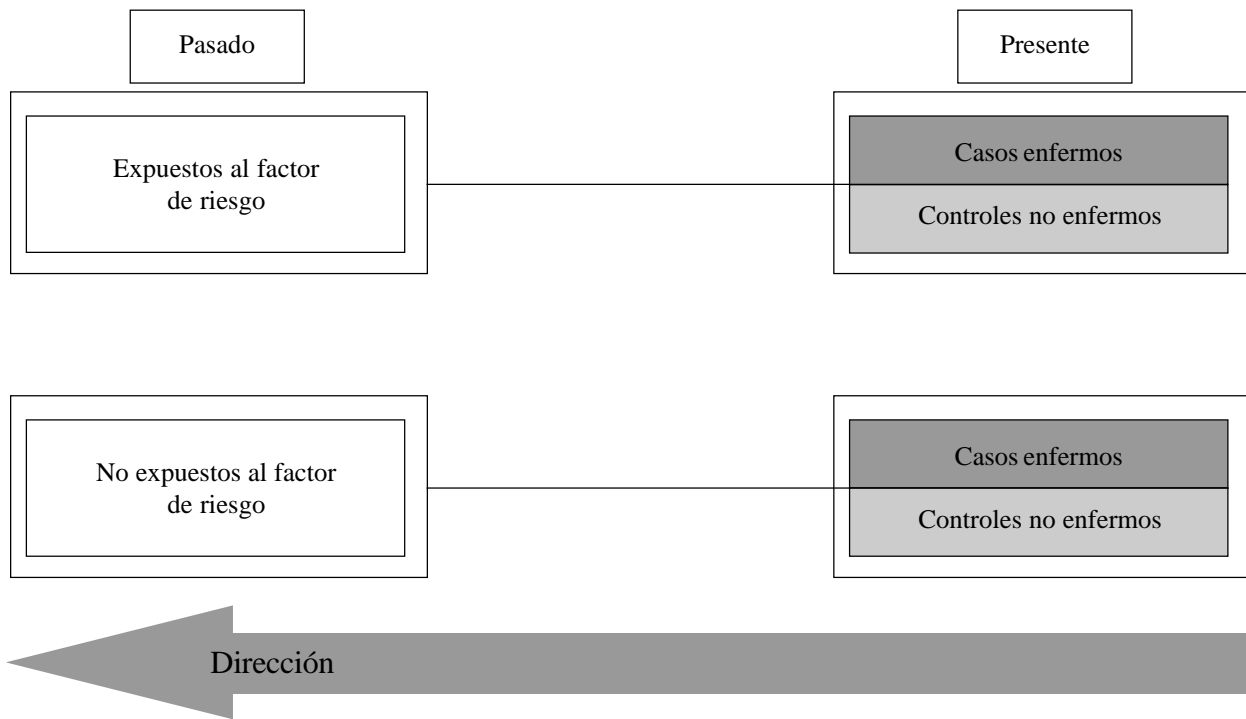 Pasado
Presente
Expuestos al factor
de riesgo
Casos enfermos
Controles no enfermos
No expuestos al factor
de riesgo
Casos enfermos
Controles no enfermos
Dirección